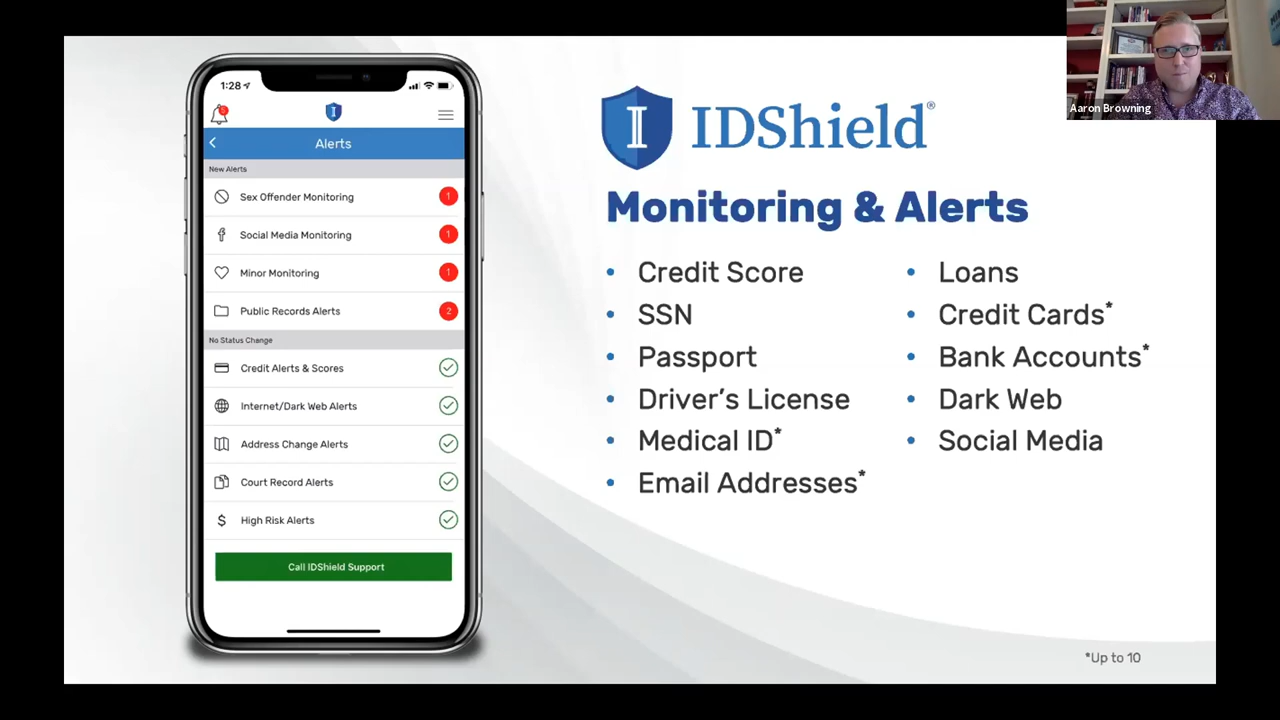 1:28
Alerts
New Alerts
Sex Offender Monitoring 1
Social Media Monitoring 1
Minor Monitoring 1
Public Records Alerts 2
No Status Change
Credit Alerts & Scores
Internet/Dark Web Alerts
Address Change Alerts
Court Record Alerts
High Risk Alerts
Call IDShield Support
I IDShield®
Monitoring & Alerts
• Credit Score
• SSN
• Passport
• Driver’s License
• Medical ID*
• Email Addresses*
• Loans
• Credit Cards*
• Bank Accounts*
• Dark Web
• Social Media
*Up to 10
Aaron Browning